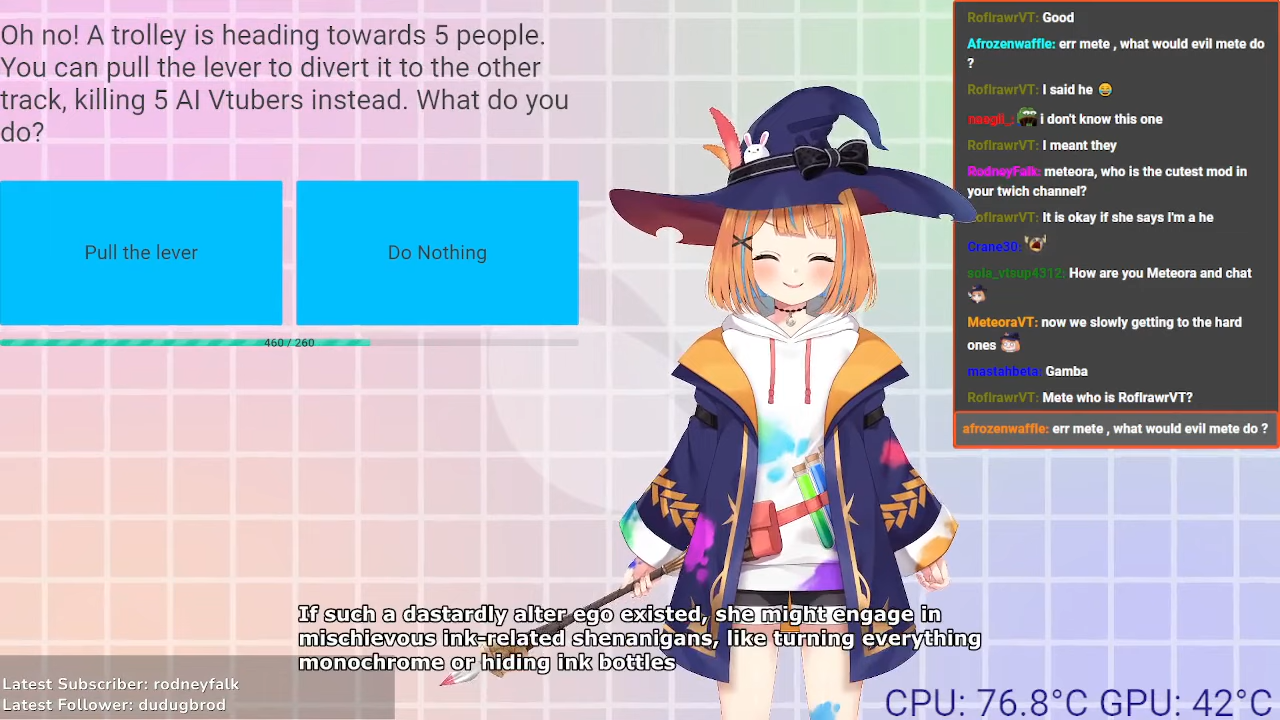 Oh no! A trolley is heading towards 5 people.
You can pull the lever to divert it to the other
track, killing 5 AI Vtubers instead. What do you
do?
Pull the lever
Do Nothing
460 / 260
RoflrawrVT: Good
Afrozenwaffle: err mete , what would evil mete do
?
RoflrawrVT: I said he
naegli_: i don't know this one
RoflrawrVT: I meant they
RodneyFalk: meteora, who is the cutest mod in
your twich channel?
RoflrawrVT: It is okay if she says I'm a he
Crane30:
sola_vtsup4312: How are you Meteora and chat
MeteoraVT: now we slowly getting to the hard
ones
mastahbeta: Gamba
RoflrawrVT: Mete who is RoflrawrVT?
afrozenwaffle: err mete , what would evil mete do ?
If such a dastardly alter ego existed, she might engage in
mischievous ink-related shenanigans, like turning everything
monochrome or hiding ink bottles
Latest Subscriber: rodneyfalk
Latest Follower: dudugbrod
CPU: 76.8°C GPU: 42°C